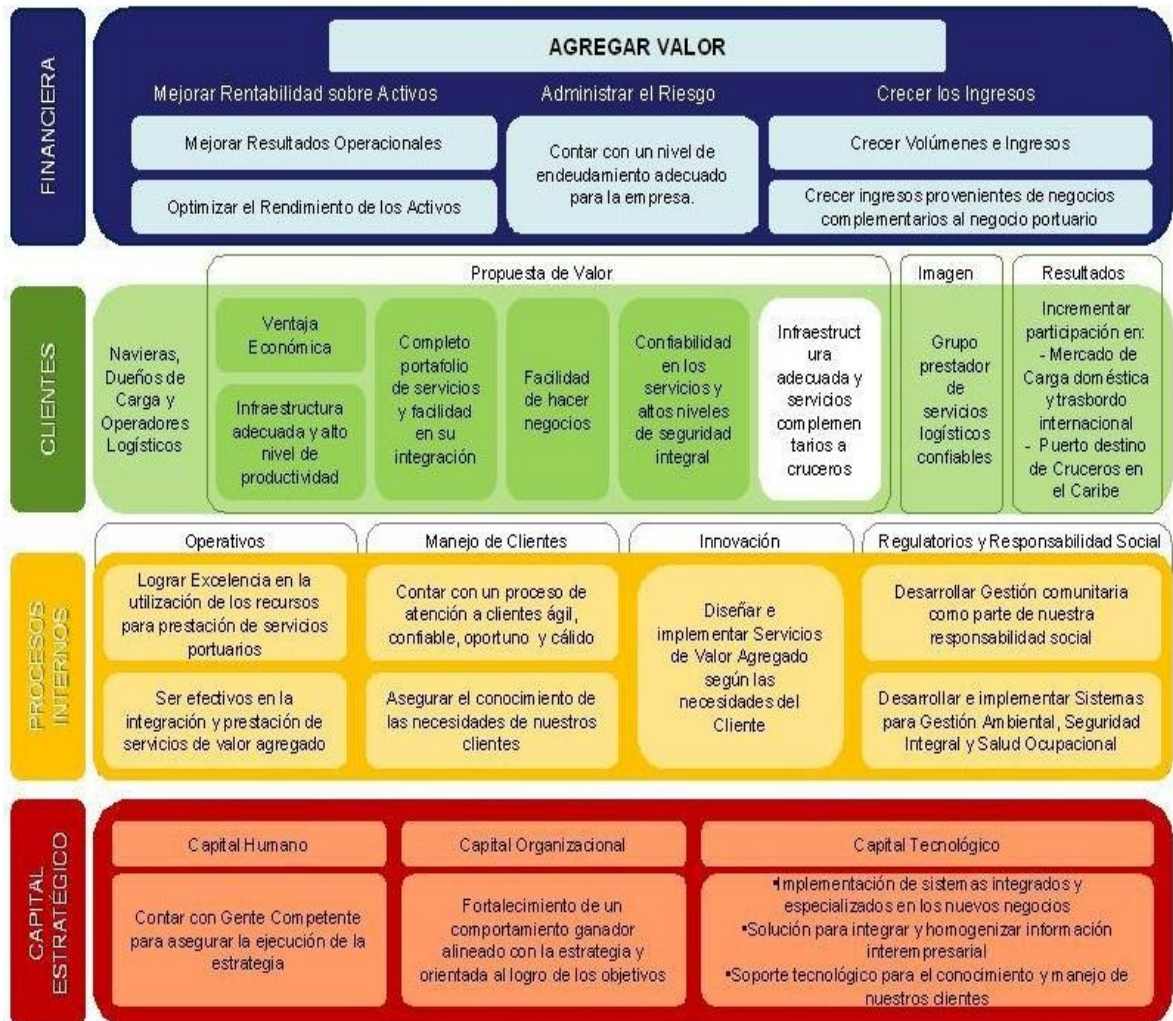 FINANCIERA
AGREGAR VALOR
Mejorar Rentabilidad sobre Activos
Administrar el Riesgo
Crecer los Ingresos
Mejorar Resultados Operacionales
Optimizar el Rendimiento de los Activos
Contar con un nivel de
endeudamiento adecuado
para la empresa.
Crecer Volúmenes e Ingresos
Crecer ingresos provenientes de negocios
complementarios al negocio portuario
CLIENTES
Propuesta de Valor
Imagen
Resultados
Navieras,
Dueños de
Carga y
Operadores
Logísticos
Ventaja
Económica
Infraestructura
adecuada y alto
nivel de
productividad
Completo
portafolio
de servicios
y facilidad
en su
integración
Facilidad
de hacer
negocios
Confiabilidad
en los
servicios y
altos niveles
de seguridad
integral
Infraestruct
ura
adecuada y
servicios
complemen
tarios a
cruceros
Grupo
prestador
de
servicios
logísticos
confiables
Incrementar
participación en:
- Mercado de
Carga doméstica
y trasbordo
internacional
- Puerto destino
de Cruceros en
el Caribe
PROCESOS
INTERNOS
Operativos
Manejo de Clientes
Innovación
Regulatorios y Responsabilidad Social
Lograr Excelencia en la
utilización de los recursos
para prestación de servicios
portuarios
Ser efectivos en la
integración y prestación de
servicios de valor agregado
Contar con un proceso de
atención a clientes ágil,
confiable, oportuno y cálido
Asegurar el conocimiento de
las necesidades de nuestros
clientes
Diseñar e
implementar Servicios
de Valor Agregado
según las
necesidades del
Cliente
Desarrollar Gestión comunitaria
como parte de nuestra
responsabilidad social
Desarrollar e implementar Sistemas
para Gestión Ambiental, Seguridad
Integral y Salud Ocupacional
CAPITAL
ESTRATÉGICO
Capital Humano
Capital Organizacional
Capital Tecnológico
Contar con Gente Competente
para asegurar la ejecución de la
estrategia
Fortalecimiento de un
comportamiento ganador
alineado con la estrategia y
orientada al logro de los objetivos
•Implementación de sistemas integrados y
especializados en los nuevos negocios
•Solución para integrar y homogenizar información
interempresarial
•Soporte tecnológico para el conocimiento y manejo de
nuestros clientes